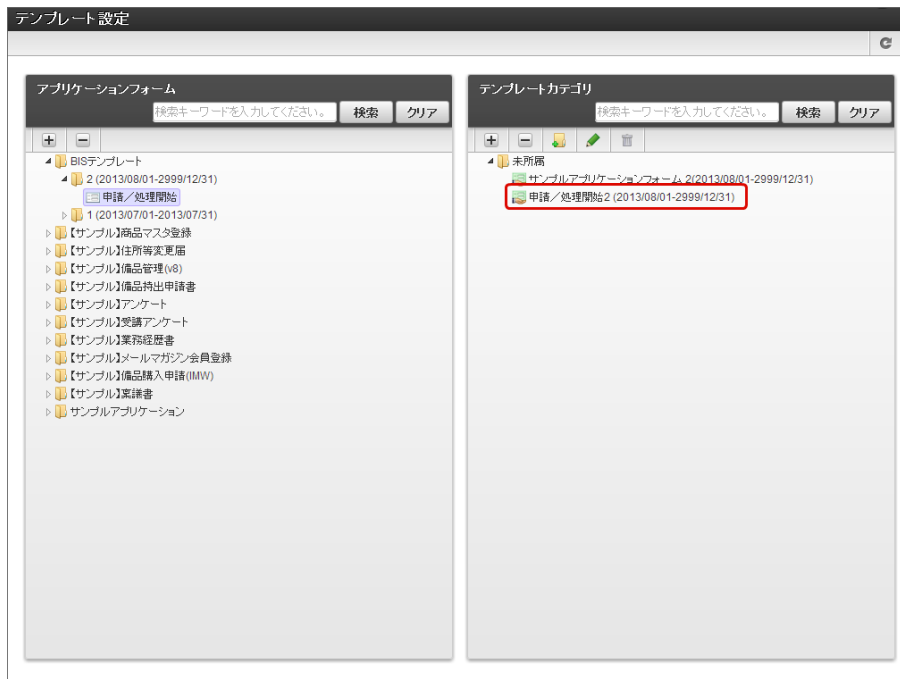 テンプレート設定
アプリケーションフォーム
検索キーワードを入力してください。 検索 クリア
BISテンプレート
2 (2013/08/01-2999/12/31)
申請／処理開始
1 (2013/07/01-2013/07/31)
【サンプル】商品マスタ登録
【サンプル】住所等変更届
【サンプル】備品管理(v8)
【サンプル】備品持出申請書
【サンプル】アンケート
【サンプル】受講アンケート
【サンプル】業務経歴書
【サンプル】メールマガジン会員登録
【サンプル】備品購入申請(IMW)
【サンプル】稟議書
サンプルアプリケーション
テンプレートカテゴリ
検索キーワードを入力してください。 検索 クリア
未所属
サンプルアプリケーションフォーム 2(2013/08/01-2999/12/31)
申請／処理開始2 (2013/08/01-2999/12/31)